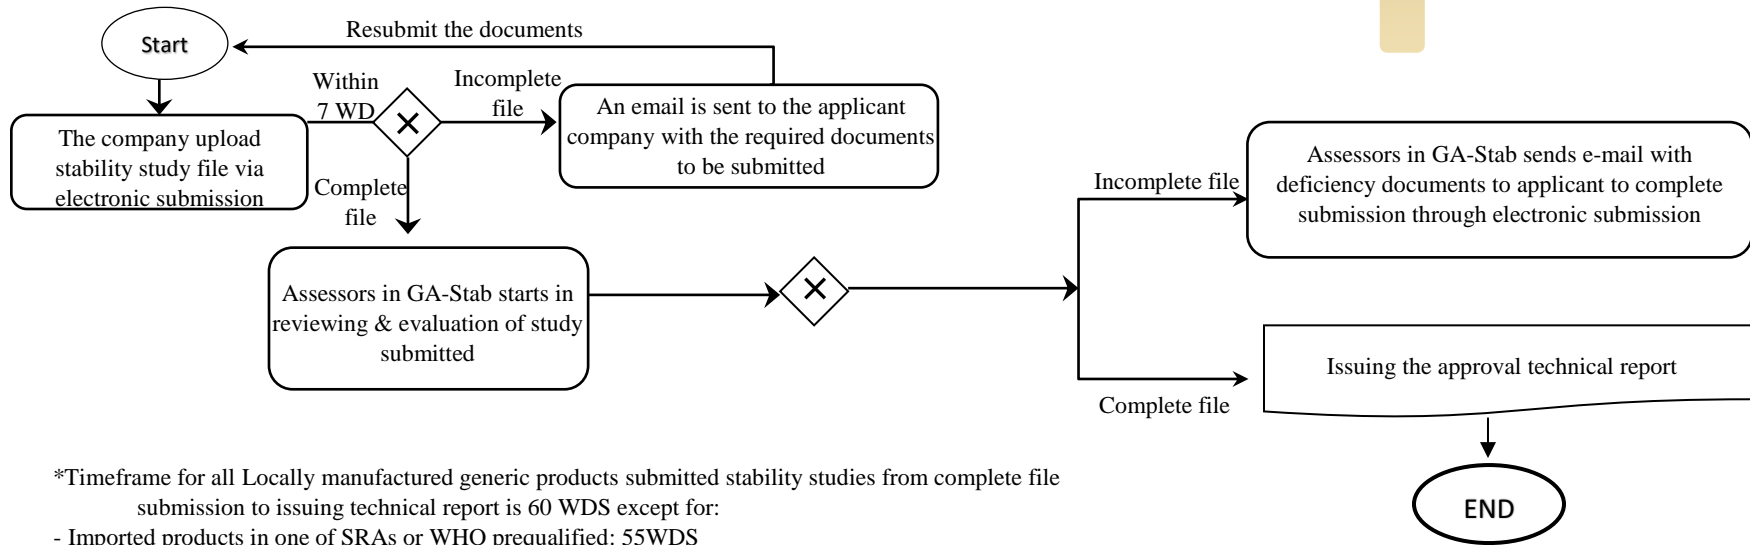 Start
Resubmit the documents
Within
7 WD
Incomplete
file
An email is sent to the applicant
company with the required documents
to be submitted
The company upload
stability study file via
electronic submission
Complete
file
Assessors in GA-Stab starts in
reviewing & evaluation of study
submitted
Incomplete file
Assessors in GA-Stab sends e-mail with
deficiency documents to applicant to complete
submission through electronic submission
Complete file
Issuing the approval technical report
END
*Timeframe for all Locally manufactured generic products submitted stability studies from complete file
submission to issuing technical report is 60 WDS except for:
- Imported products in one of SRAs or WHO prequalified: 55WDS